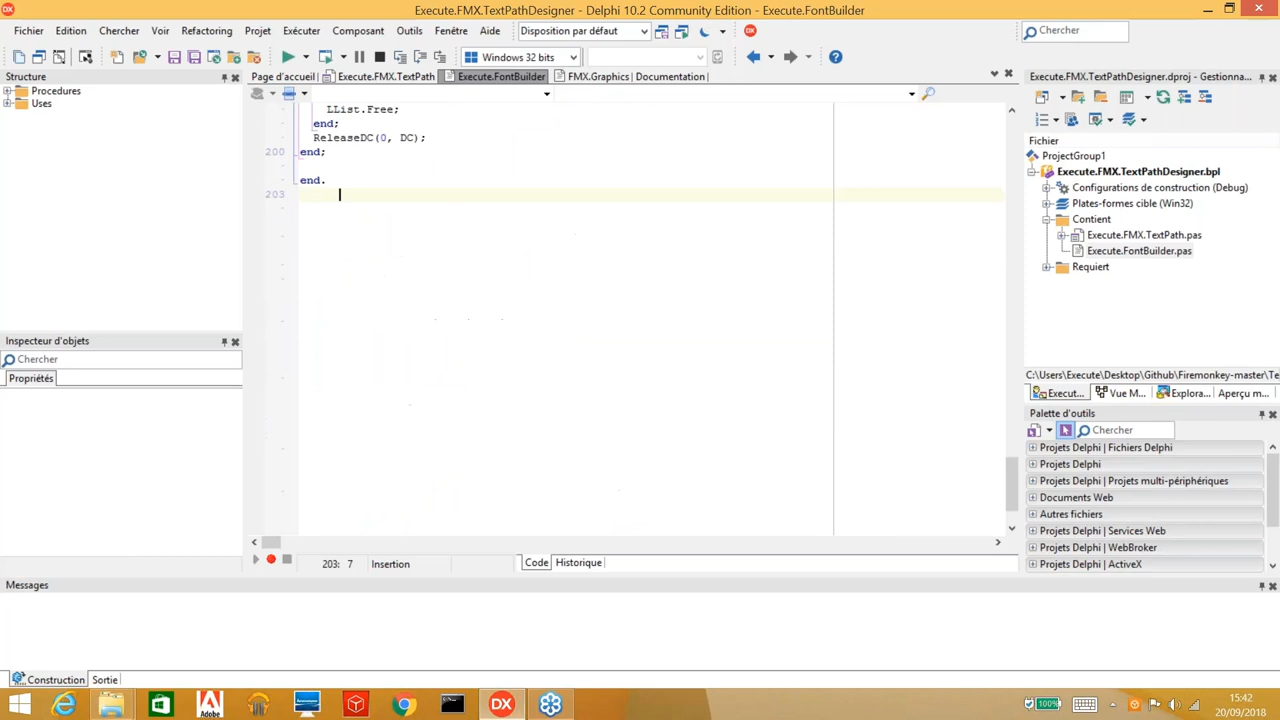 Execute.FMX.TextPathDesigner - Delphi 10.2 Community Edition - Execute.FontBuilder
Fichier Edition Chercher Voir Refactoring Projet Exécuter Composant Outils Fenêtre Aide Disposition par défaut Chercher
Windows 32 bits
Structure
Procedures
Uses
Page d'accueil Execute.FMX.TextPath Execute.FontBuilder FMX.Graphics | Documentation |
LList.Free;
end;
ReleaseDC(0, DC);
200 end;
end.
203
Inspecteur d'objets
Chercher
Propriétés
Execute.FMX.TextPathDesigner.dproj - Gestionna...
Fichier
ProjectGroup1
Execute.FMX.TextPathDesigner.bpl
Configurations de construction (Debug)
Plates-formes cible (Win32)
Contient
Execute.FMX.TextPath.pas
Execute.FontBuilder.pas
Requiert
C:\Users\Execute\Desktop\Github\Firemonkey-master\Te
Execut... Vue M... Explora... Aperçu m...
Palette d'outils
Chercher
Projets Delphi | Fichiers Delphi
Projets Delphi
Projets Delphi | Projets multi-périphériques
Documents Web
Autres fichiers
Projets Delphi | Services Web
WebBroker
Projets Delphi | WebBroker
Projets Delphi | ActiveX
203: 7 Insertion Code Historique
Messages
Construction Sortie
DX
Adobe
100%
15:42
20/09/2018